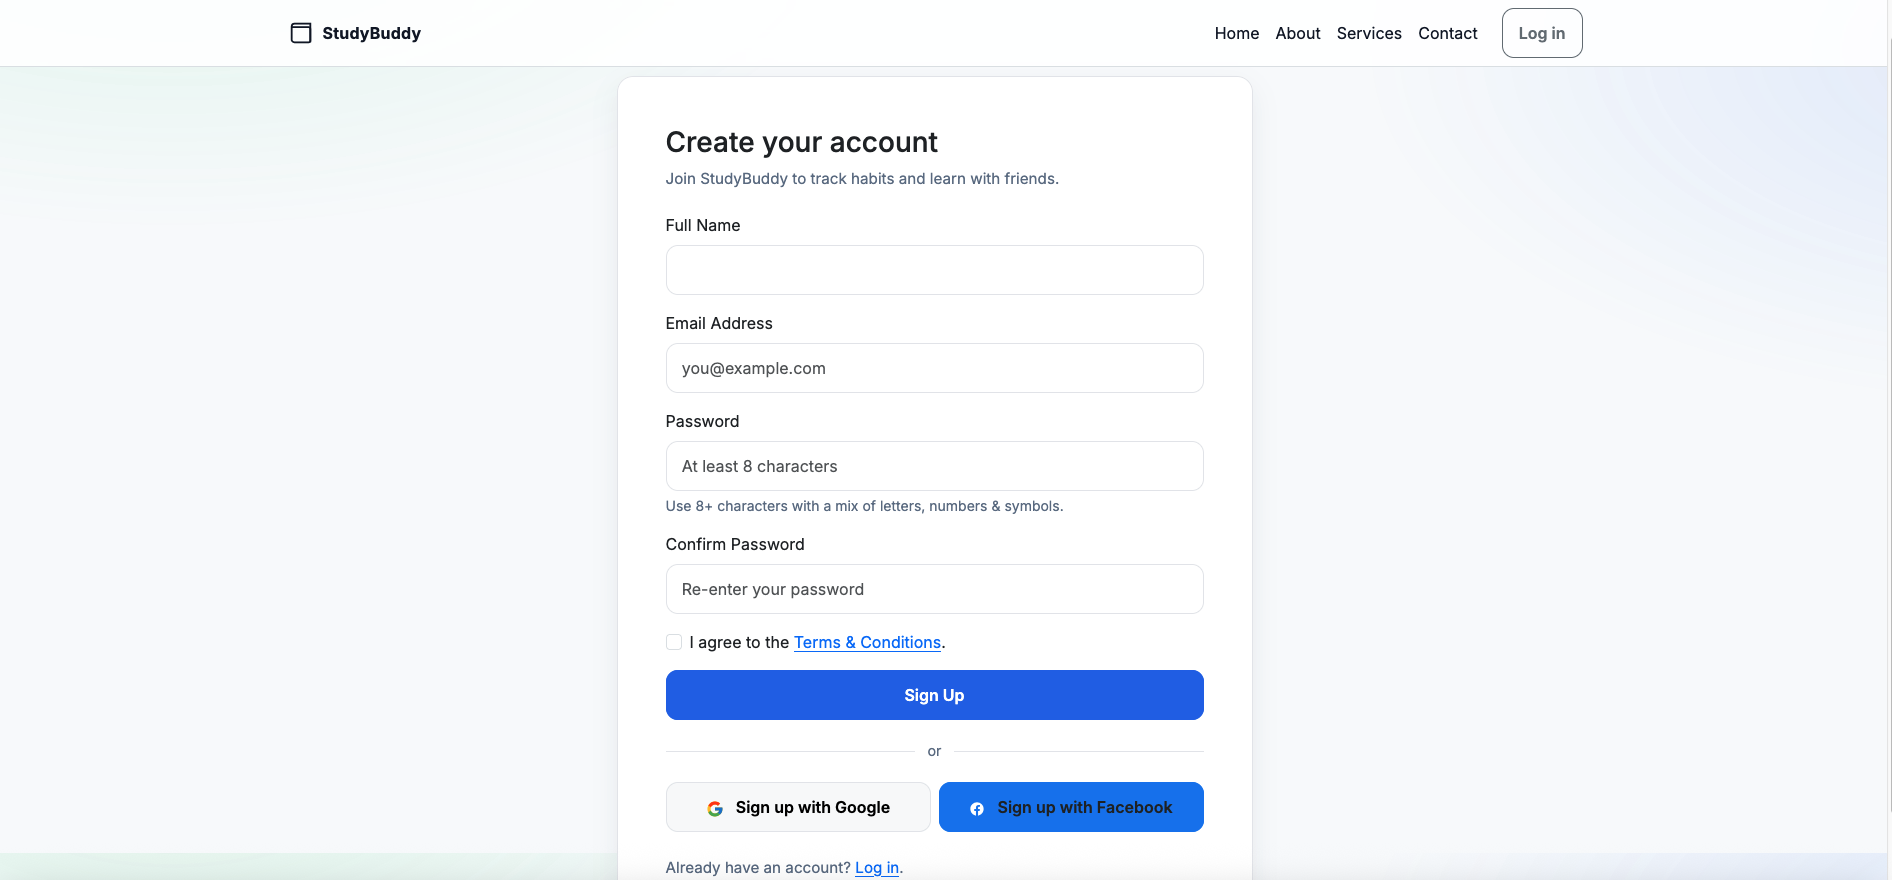 StudyBuddy
Home About Services Contact Log in
Create your account
Join StudyBuddy to track habits and learn with friends.
Full Name
Email Address
you@example.com
Password
At least 8 characters
Use 8+ characters with a mix of letters, numbers & symbols.
Confirm Password
Re-enter your password
I agree to the Terms & Conditions.
Sign Up
or
Sign up with Google
Sign up with Facebook
Already have an account? Log in.